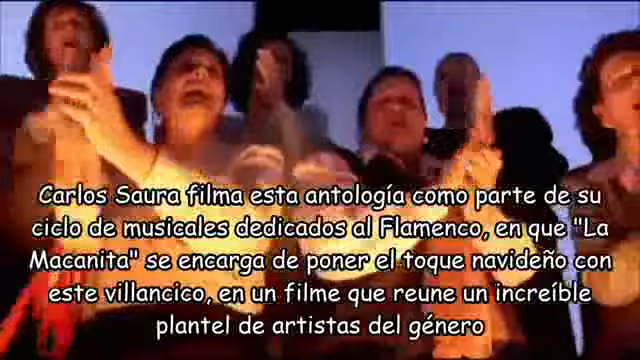 Carlos Saura filma esta antología como parte de su
ciclo de musicales dedicados al Flamenco, en que "La
Macanita" se encarga de poner el toque navideño con
este villancico, en un filme que reune un increíble
plantel de artistas del género